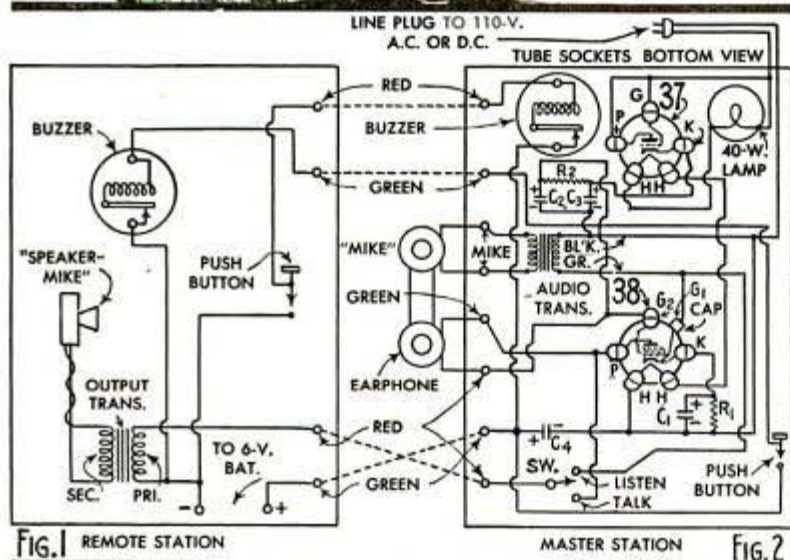 LINE PLUG TO 110-V.
A.C. OR D.C.
TUBE SOCKETS BOTTOM VIEW
RED
BUZZER
"SPEAKER-
MIKE"
PUSH
BUTTON
OUTPUT
TRANS.
SEC.
PRI.
TO 6-V.
BAT.
- +
GREEN
"MIKE"
GREEN
EARPHONE
RED
GREEN
BUZZER
G 37
P
K
H H
40-W.
LAMP
R2
C2 C3
MIKE
BL'K.
GR.
AUDIO
TRANS.
38
G2
G1
CAP
P
K
H H
C1
R1
C4
SW.
LISTEN
TALK
PUSH
BUTTON
FIG.1 REMOTE STATION
MASTER STATION FIG.2